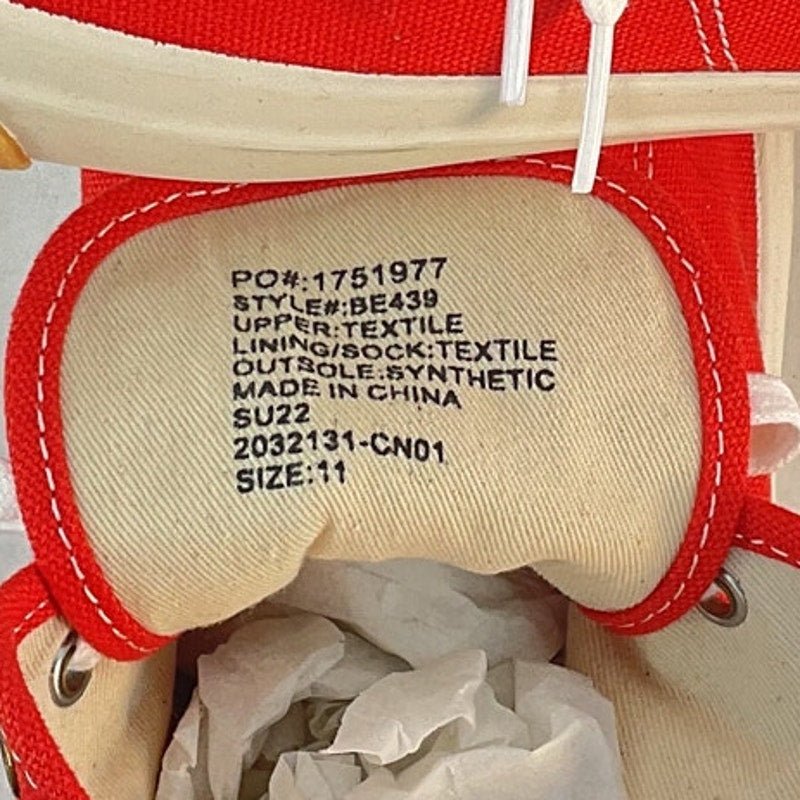 PO#:1751977
STYLE#:BE439
UPPER:TEXTILE
LINING/SOCK:TEXTILE
OUTSOLE:SYNTHETIC
MADE IN CHINA
SU22
2032131-CN01
SIZE:11